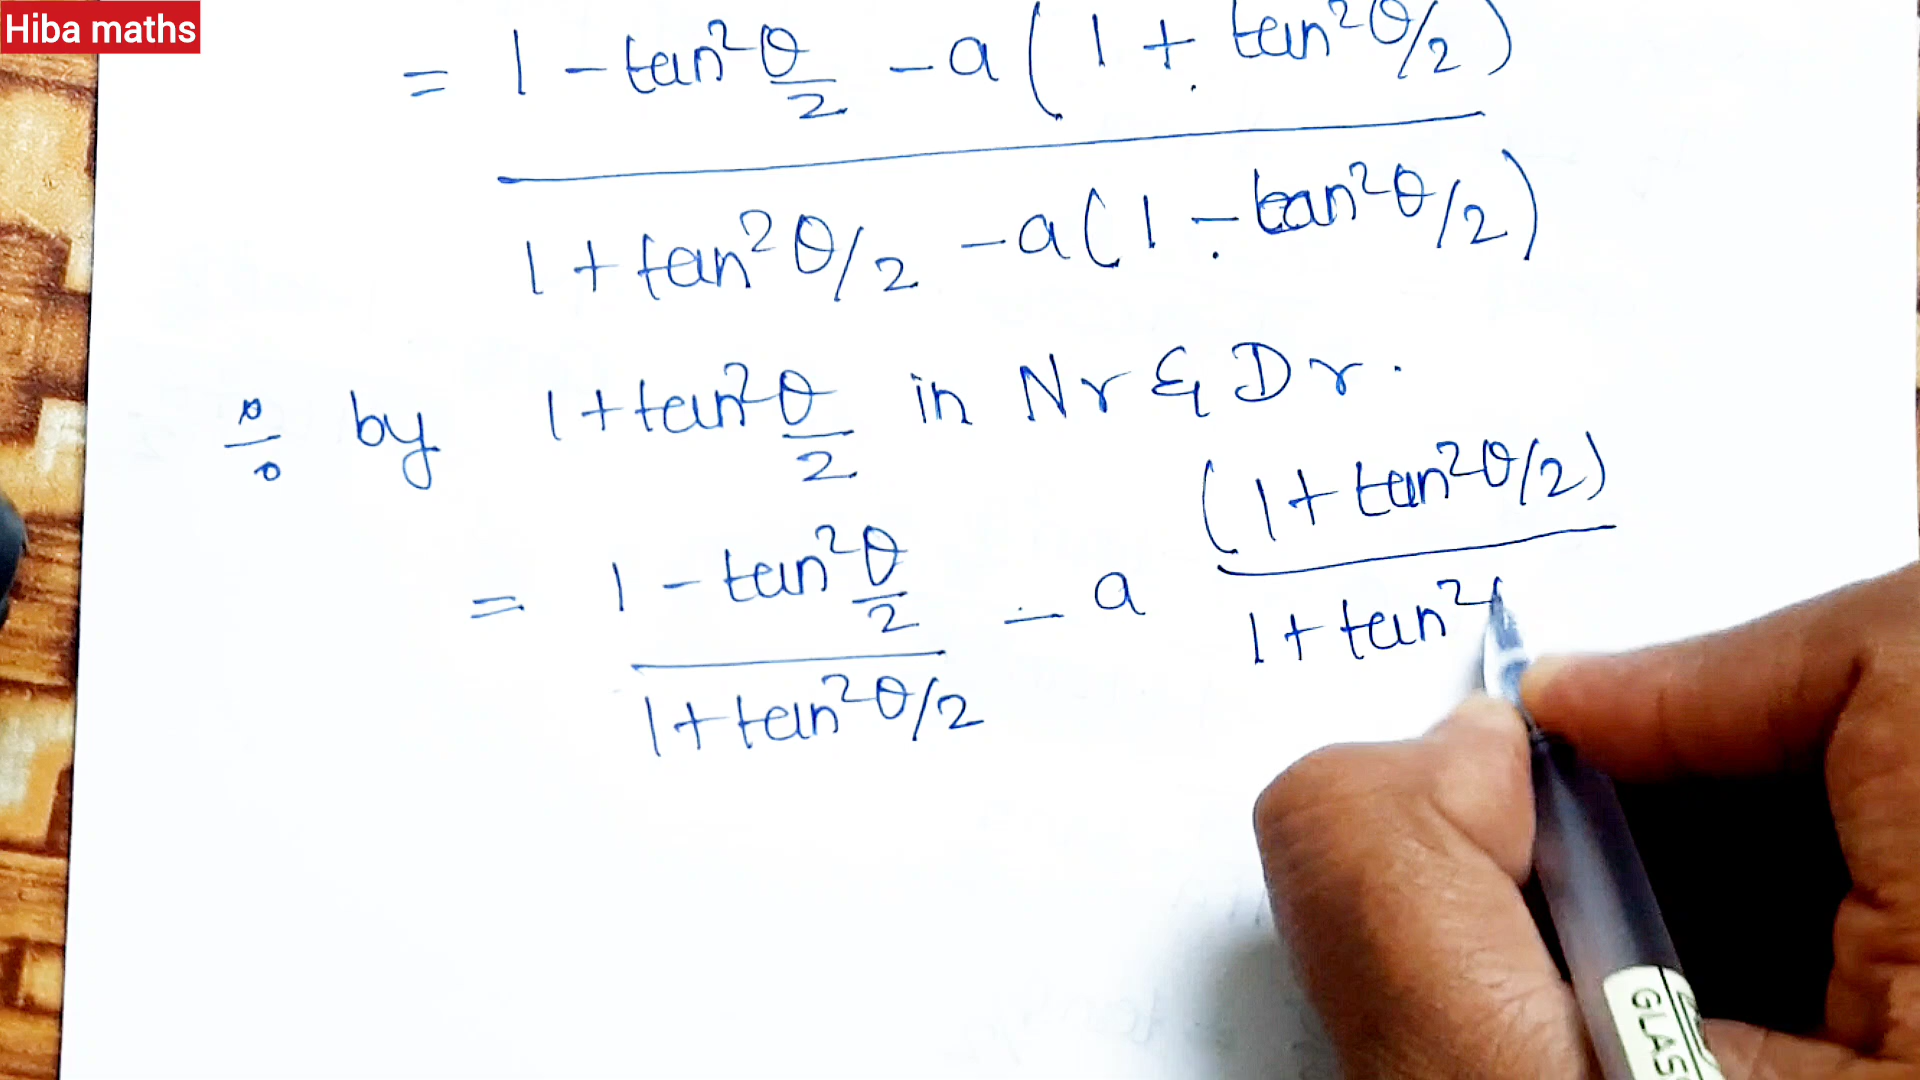 Hiba maths
= 1 - tan²θ/2 - a(1 + tan²θ/2)
1 + tan²θ/2 - a(1 - tan²θ/2)
÷ by 1 + tan²θ/2 in Nr & Dr.
= 1 - tan²θ/2 - a (1 + tan²θ/2)
1 + tan²θ/2 1 + tan²
GLAS